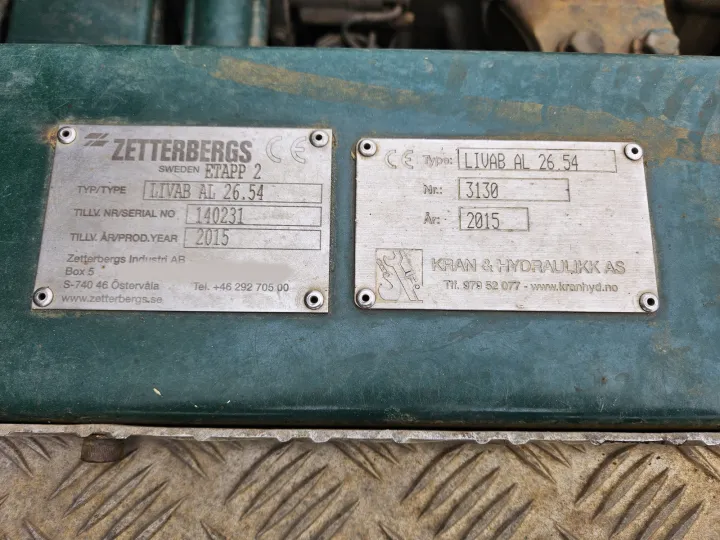 ZETTERBERGS CE
SWEDEN ETAPP 2
TYP/TYPE LIVAB AL 26.54
TILLV. NR/SERIAL NO 140231
TILLV. ÅR/PROD.YEAR 2015
Zetterbergs Industri AB
Box 5
S-740 46 Östervåla Tel. +46 292 705 00
www.zetterbergs.se
CE Type: LIVAB AL 26.54
Nr.: 3130
År: 2015
KRAN & HYDRAULIKK AS
Tlf. 979 52 077 - www.kranhyd.no